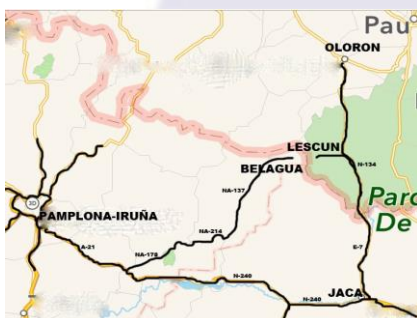 Pau
OLORON
LESCUN
BELAGUA
N-134
NA-137
Parc
De
30
PAMPLONA-IRUÑA
NA-214
A-21
NA-178
E-7
N-240
JACA
N-240